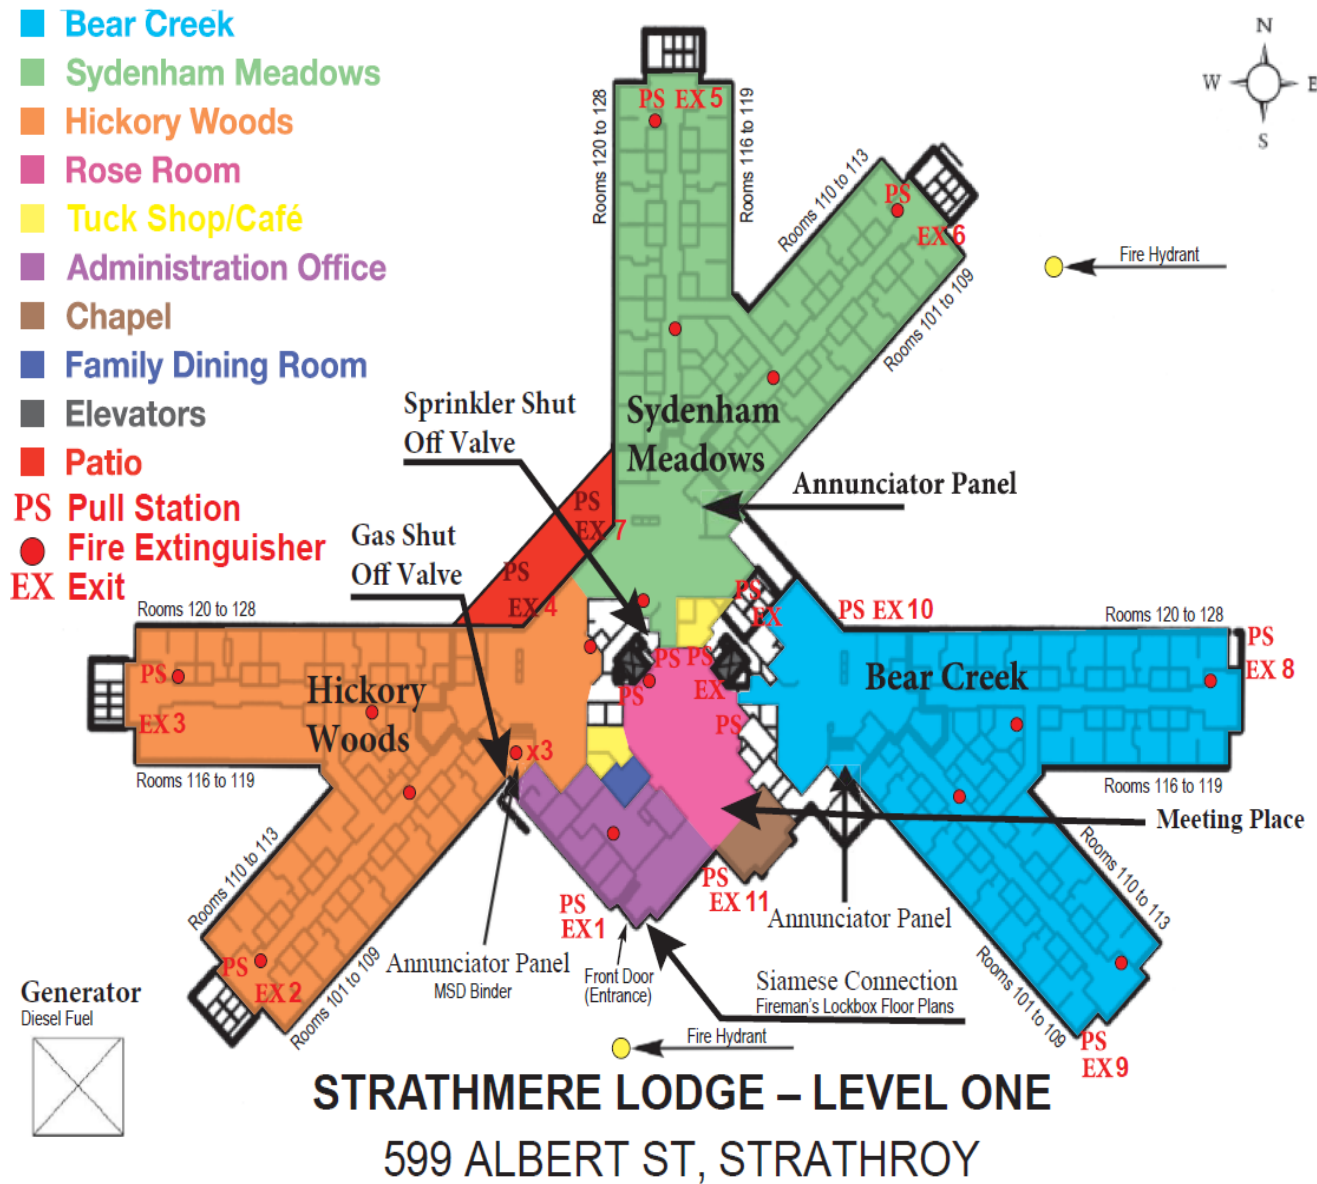 Bear Creek
Sydenham Meadows
Hickory Woods
Rose Room
Tuck Shop/Café
Administration Office
Chapel
Family Dining Room
Elevators
Patio
PS Pull Station
Fire Extinguisher
EX Exit
N
W E
S
PS EX 5
Rooms 120 to 128
Rooms 116 to 119
Rooms 110 to 113
PS
EX 6
Rooms 101 to 109
Fire Hydrant
Sprinkler Shut
Off Valve
Sydenham
Meadows
Annunciator Panel
Gas Shut
Off Valve
PS
EX 7
PS
EX 4
Rooms 120 to 128
PS
EX 3
Hickory
Woods
Rooms 116 to 119
x3
Rooms 110 to 113
PS
EX 2
Rooms 101 to 109
PS
EX
PS PS
PS
EX
PS
PS EX 10
Rooms 120 to 128
PS
EX 8
Bear Creek
Rooms 116 to 119
Meeting Place
Rooms 110 to 113
Rooms 101 to 109
PS
EX 9
PS
EX 11
PS
EX 1
Annunciator Panel
Annunciator Panel
MSD Binder
Front Door
(Entrance)
Siamese Connection
Fireman's Lockbox Floor Plans
Generator
Diesel Fuel
Fire Hydrant
STRATHMERE LODGE – LEVEL ONE
599 ALBERT ST, STRATHROY